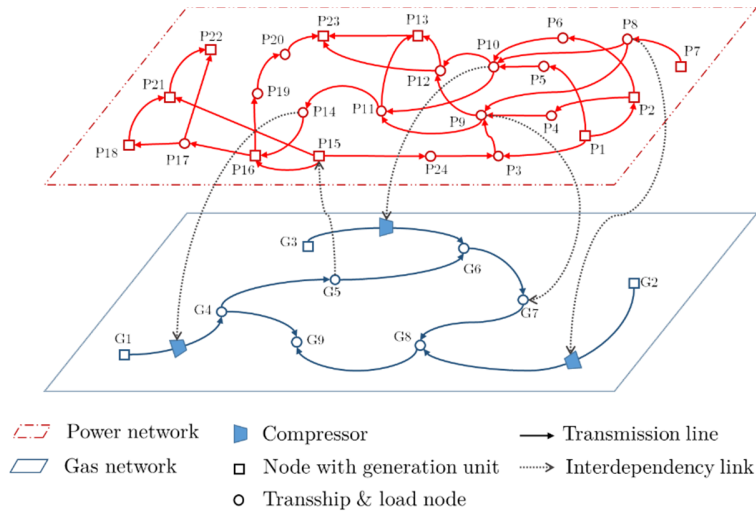 P23 P13 P6 P8
P22 P20 P10 P7
P21 P12 P5
P19 P14 P11 P9 P4 P2
P18 P17 P16 P15 P24 P3 P1
G3 G6 G2
G5
G4 G7
G1 G9 G8
Power network Compressor Transmission line
Gas network Node with generation unit Interdependency link
Transship & load node